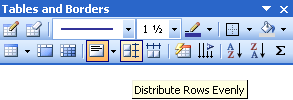 Tables and Borders
1 ½
A
Z
Z
A
Σ
Distribute Rows Evenly